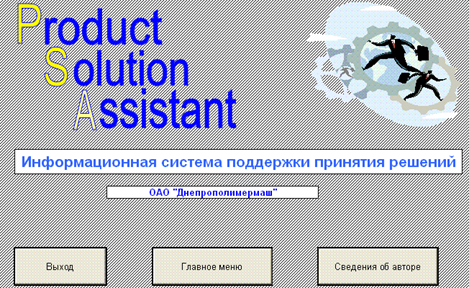 Product
Solution
Assistant
Информационная система поддержки принятия решений
ОАО "Днепрополимермаш"
Выход
Главное меню
Сведения об авторе